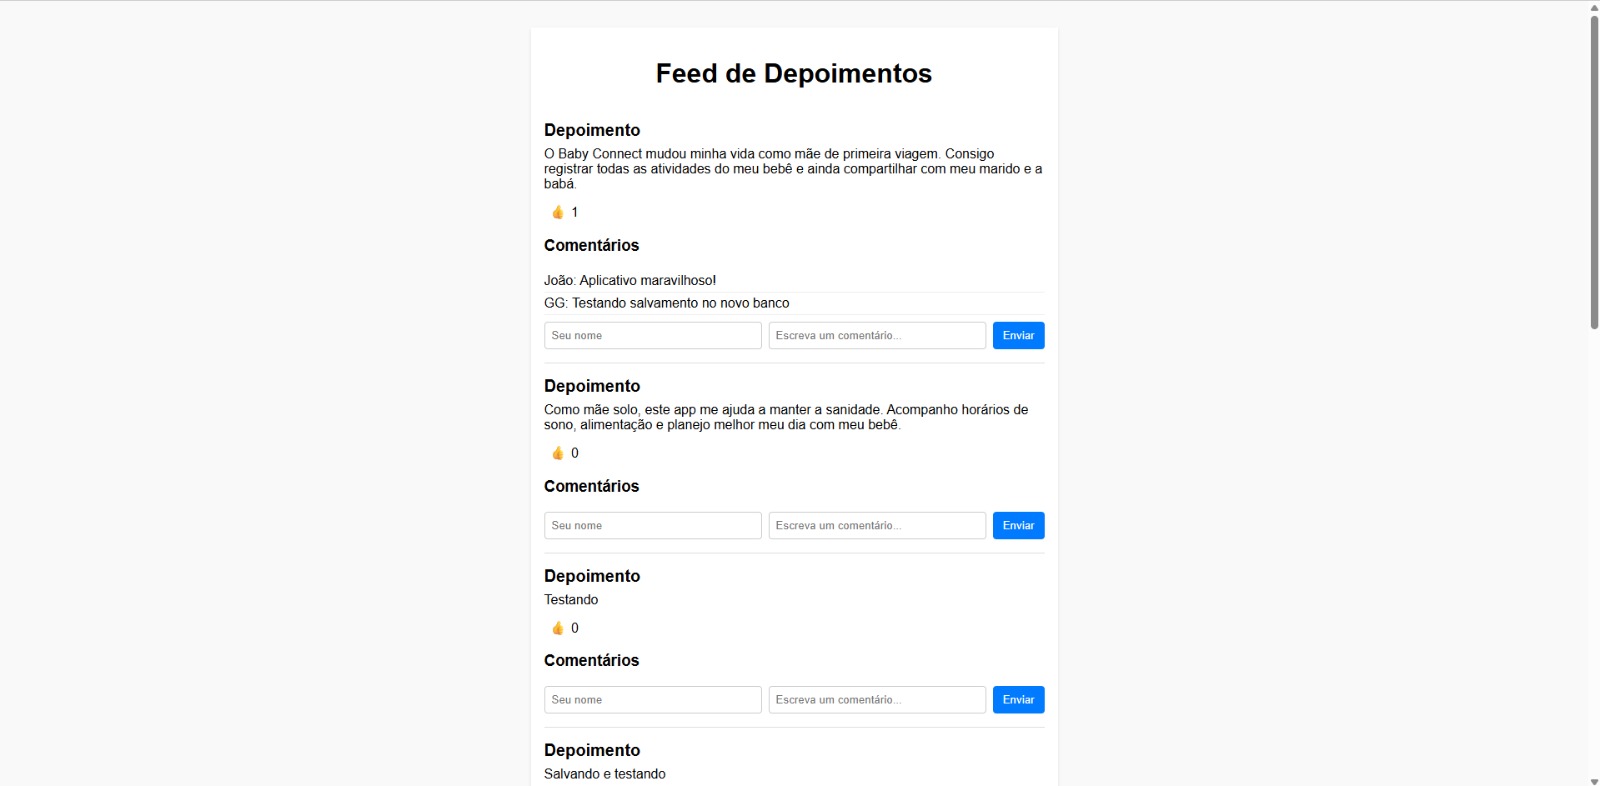 Feed de Depoimentos
Depoimento
O Baby Connect mudou minha vida como mãe de primeira viagem. Consigo
registrar todas as atividades do meu bebê e ainda compartilhar com meu marido e a
babá.
👍 1
Comentários
João: Aplicativo maravilhoso!
GG: Testando salvamento no novo banco
Seu nome Escreva um comentário... Enviar
Depoimento
Como mãe solo, este app me ajuda a manter a sanidade. Acompanho horários de
sono, alimentação e planejo melhor meu dia com meu bebê.
👍 0
Comentários
Seu nome Escreva um comentário... Enviar
Depoimento
Testando
👍 0
Comentários
Seu nome Escreva um comentário... Enviar
Depoimento
Salvando e testando